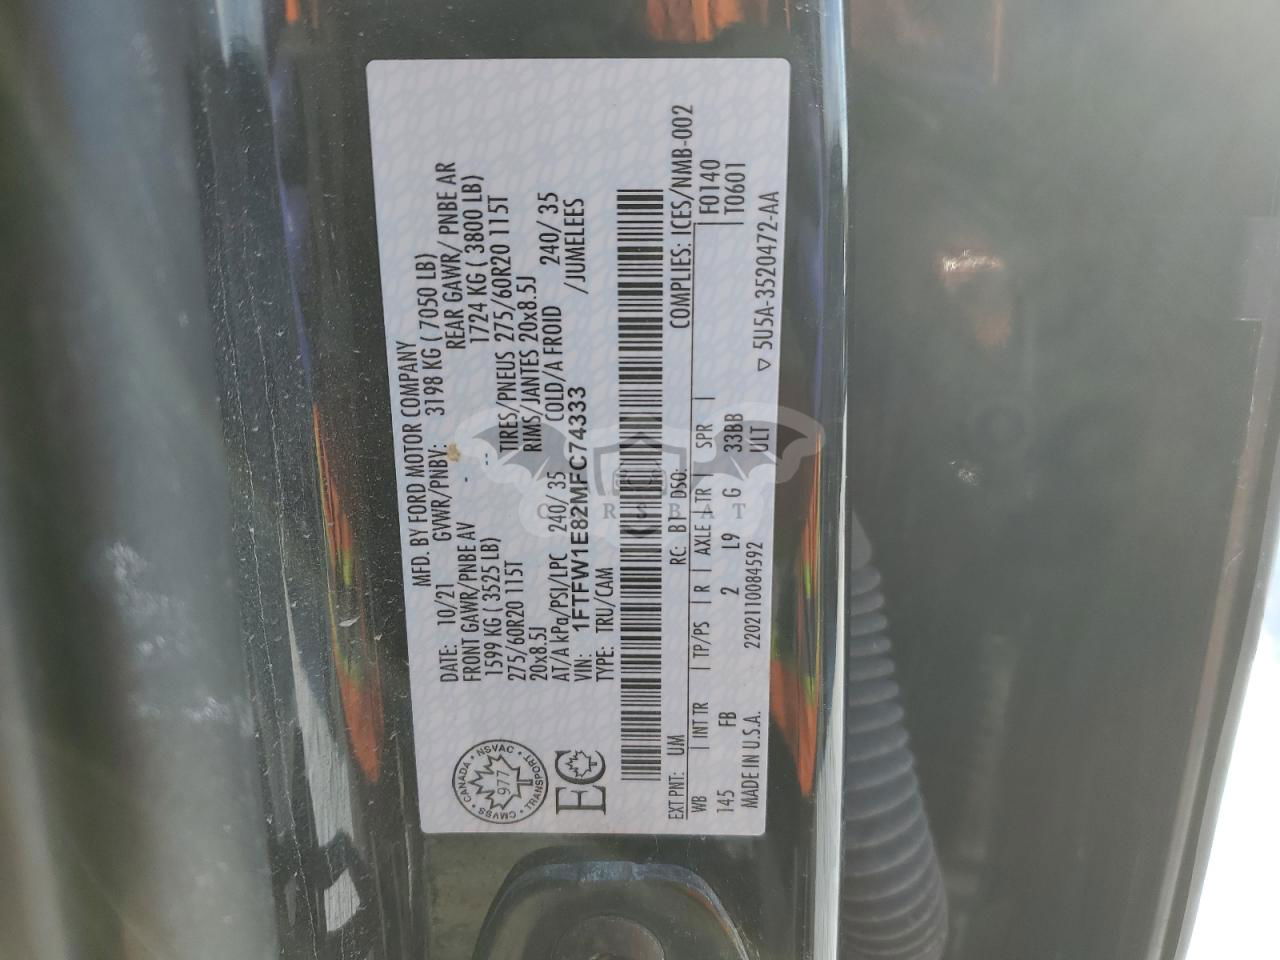 MFD. BY FORD MOTOR COMPANY
DATE: 10/21 GVWR/PNBV: 3198 KG ( 7050 LB)
FRONT GAWR/PNBE AV REAR GAWR/ PNBE AR
1599 KG ( 3525 LB) 1724 KG ( 3800 LB)
275/60R20 115T TIRES/PNEUS 275/60R20 115T
20x8.5J RIMS/JANTES 20x8.5J
AT/A kPa/PSI/LPC 240/ 35 COLD/A FROID 240/ 35
VIN: 1FTFW1E82MFC74333 /JUMELEES
TYPE: TRU/CAM
CANADA • NSVAC • TRANSPORT • CMVSS •
977
EC
EXT PNT: UM RC: B1 DSO: COMPLIES: ICES/NMB-002
WB | INT TR | TP/PS | R | AXLE | TR | SPR | F0140
145 FB 2 L9 G 33BB T0601
ULT
MADE IN U.S.A. 2202110084592 ▽ 5U5A-3520472-AA
CARSBAT